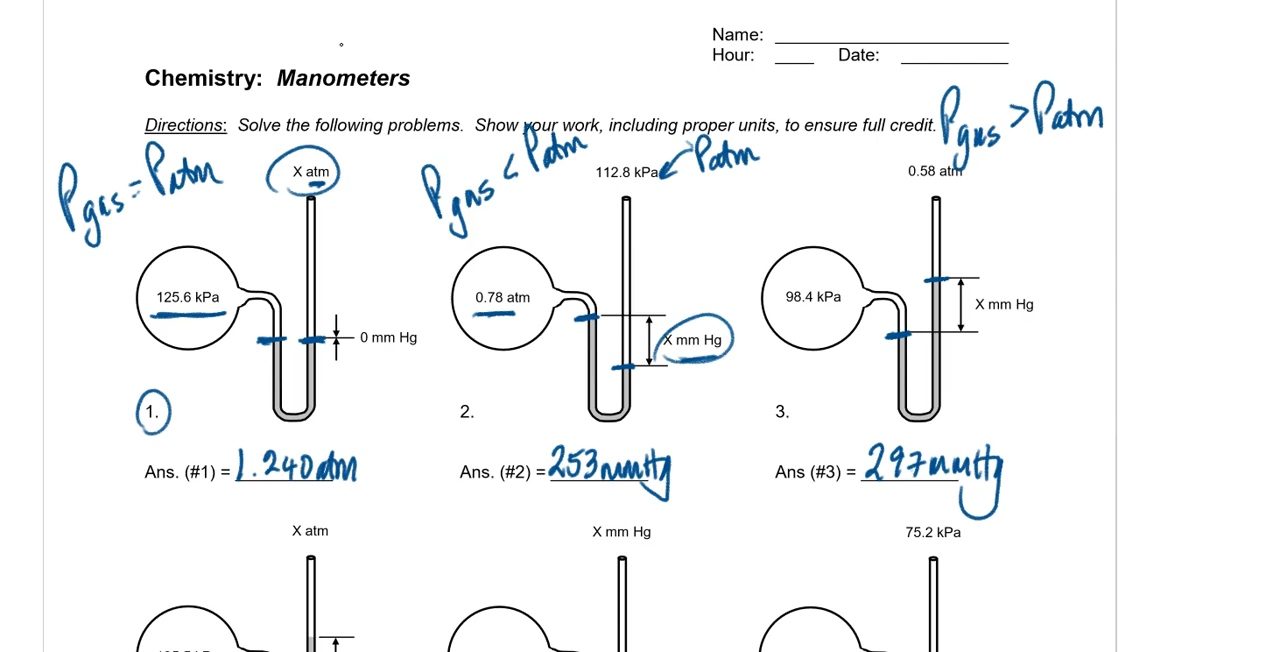 Name:
Hour: Date:
Chemistry: Manometers
Directions: Solve the following problems. Show your work, including proper units, to ensure full credit.
Pgas = Patm
X atm
Pgas < Patm
112.8 kPa
Patm
Pgas > Patm
0.58 atm
125.6 kPa
0 mm Hg
0.78 atm
X mm Hg
98.4 kPa
X mm Hg
1.
2.
3.
Ans. (#1) = 1.240 atm
Ans. (#2) = 253 mmHg
Ans (#3) = 297 mmHg
X atm
X mm Hg
75.2 kPa